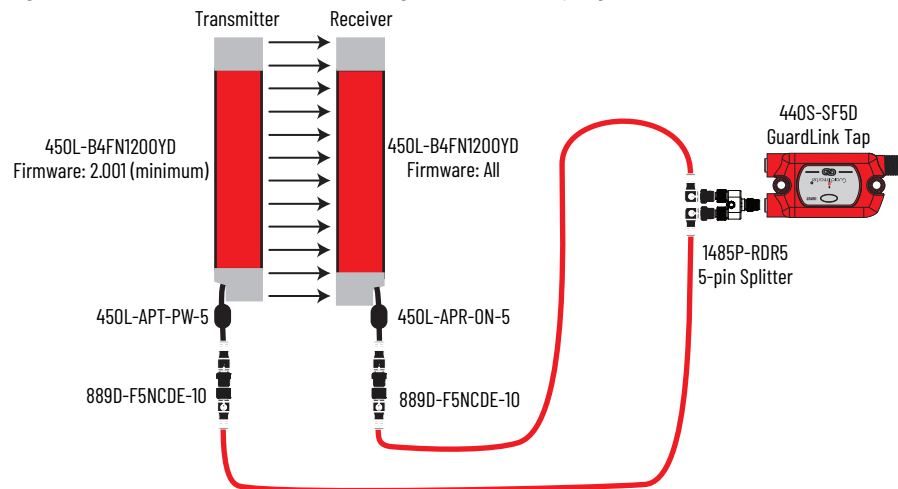 Transmitter
Receiver
450L-B4FN1200YD
Firmware: 2.001 (minimum)
450L-B4FN1200YD
Firmware: All
440S-SF5D
GuardLink Tap
1485P-RDR5
5-pin Splitter
450L-APT-PW-5
450L-APR-ON-5
889D-F5NCDE-10
889D-F5NCDE-10